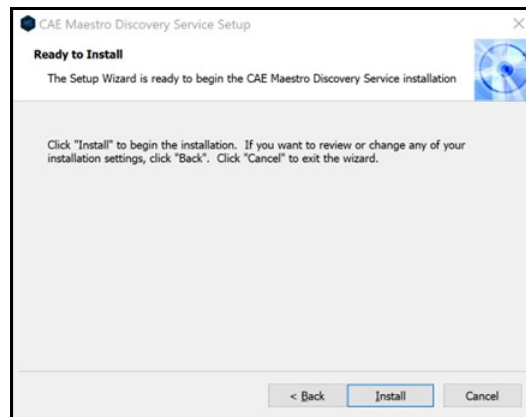 CAE Maestro Discovery Service Setup
Ready to Install
The Setup Wizard is ready to begin the CAE Maestro Discovery Service installation
Click "Install" to begin the installation. If you want to review or change any of your
installation settings, click "Back". Click "Cancel" to exit the wizard.
< Back Install Cancel